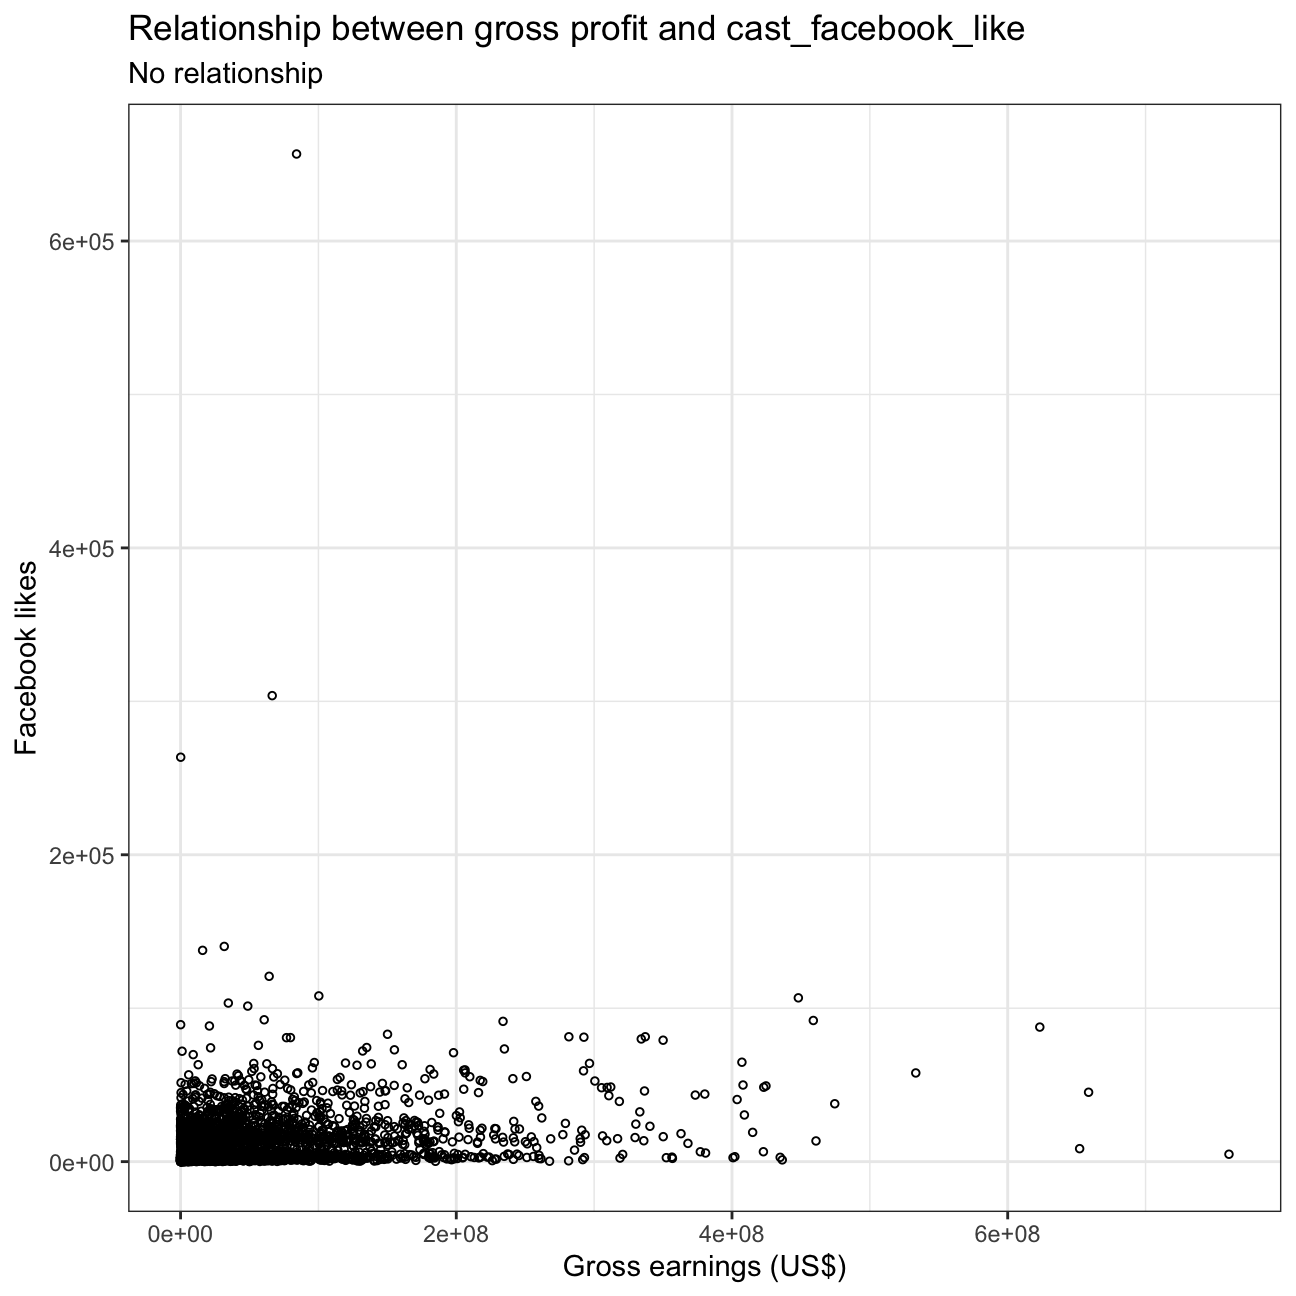 Relationship between gross profit and cast_facebook_like
No relationship
6e+05
4e+05
2e+05
0e+00
Facebook likes
0e+00
2e+08
4e+08
6e+08
Gross earnings (US$)